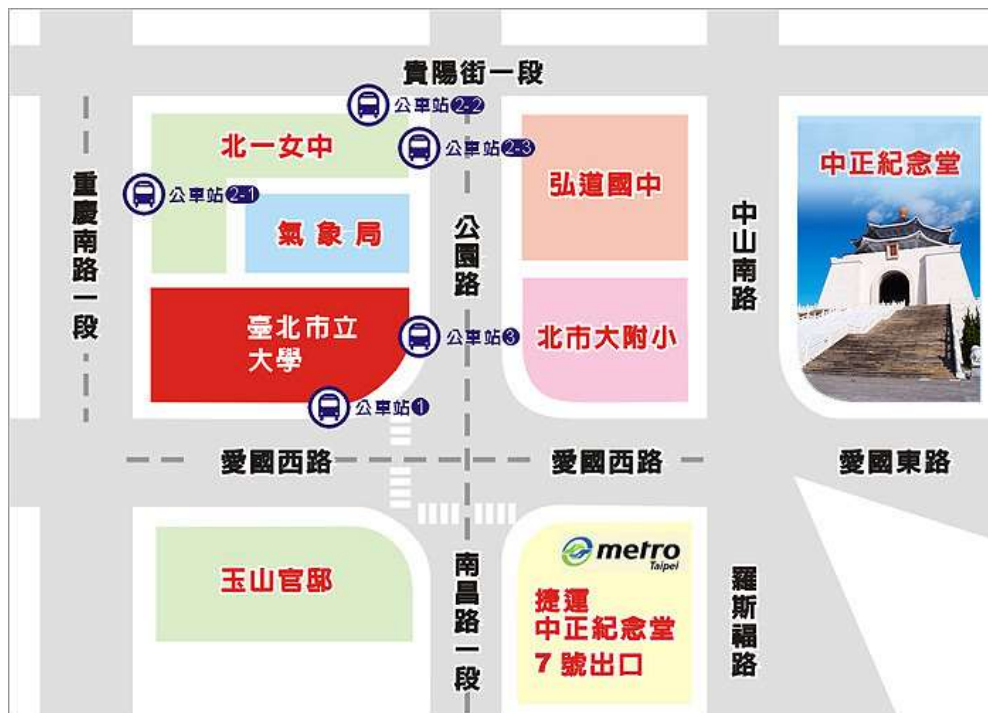 貴陽街一段
公車站2-2
北一女中
公車站2-3
弘道國中
中正紀念堂
重慶南路一段
公車站2-1
氣象局
公園路
中山南路
臺北市立
大學
公車站3
北市大附小
公車站1
愛國西路
愛國西路
愛國東路
玉山官邸
南昌路一段
metro
Taipei
捷運
中正紀念堂
7號出口
羅斯福路